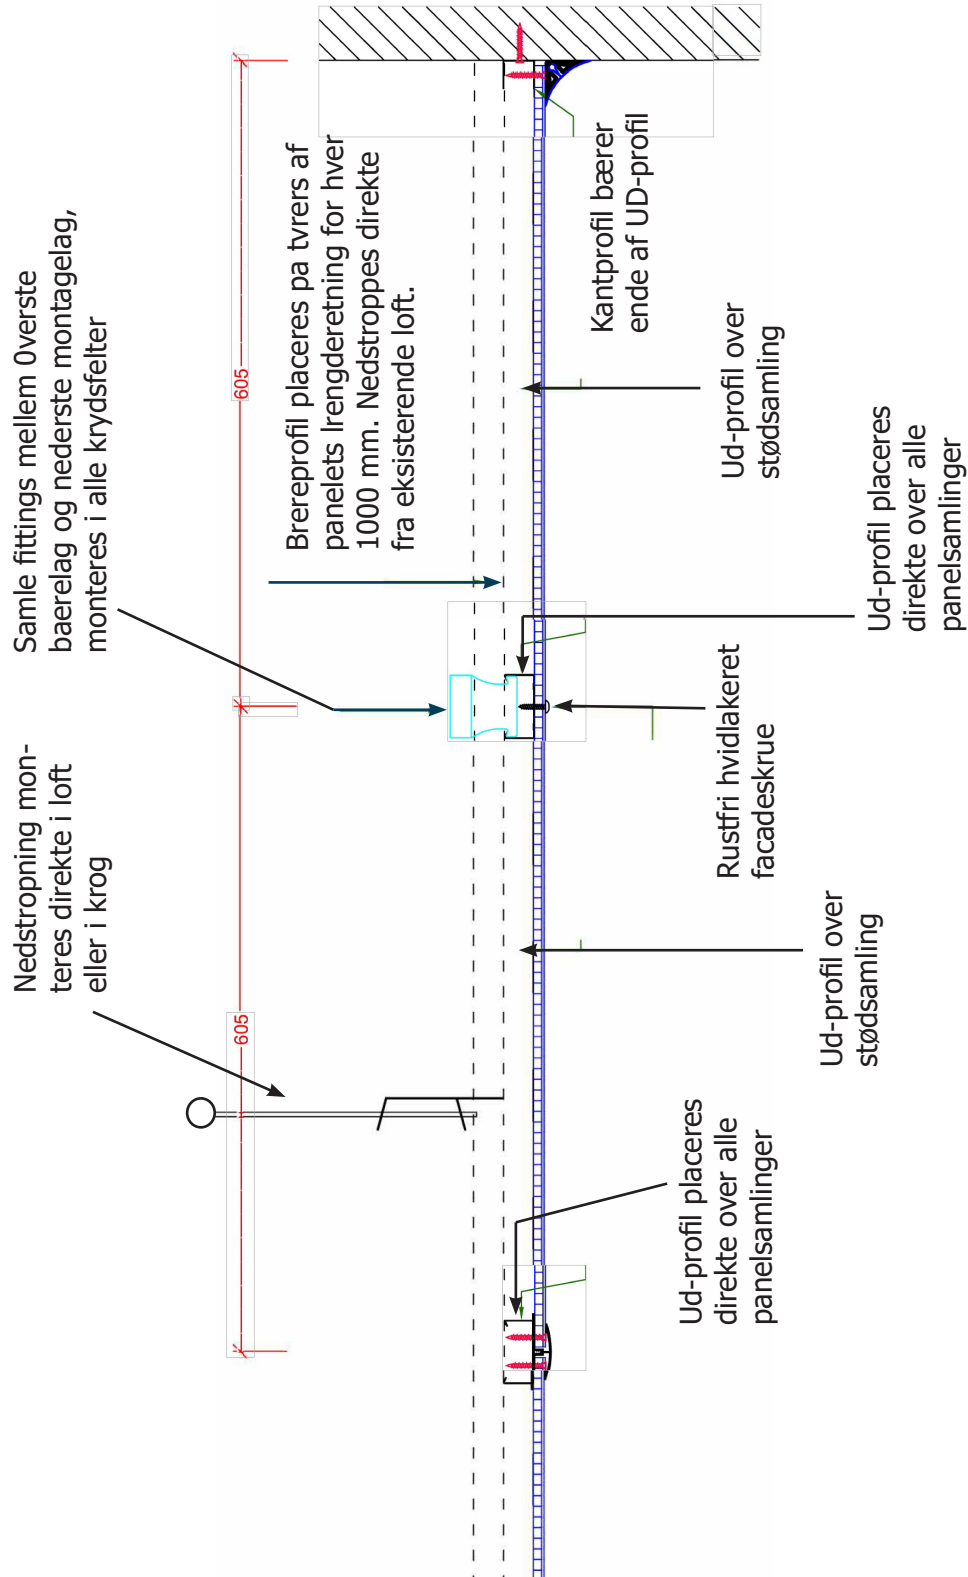 Nedstropning mon-
teres direkte i loft
eller i krog
Samle fittings mellem 0verste
baerelag og nederste montagelag,
monteres i alle krydsfelter
605
605
Brereprofil placeres pa tvrers af
panelets lrengderetning for hver
1000 mm. Nedstroppes direkte
fra eksisterende loft.
Kantprofil bærer
ende af UD-profil
Ud-profil placeres
direkte over alle
panelsamlinger
Rustfri hvidlakeret
facadeskrue
Ud-profil over
stødsamling
Ud-profil over
stødsamling
Ud-profil placeres
direkte over alle
panelsamlinger